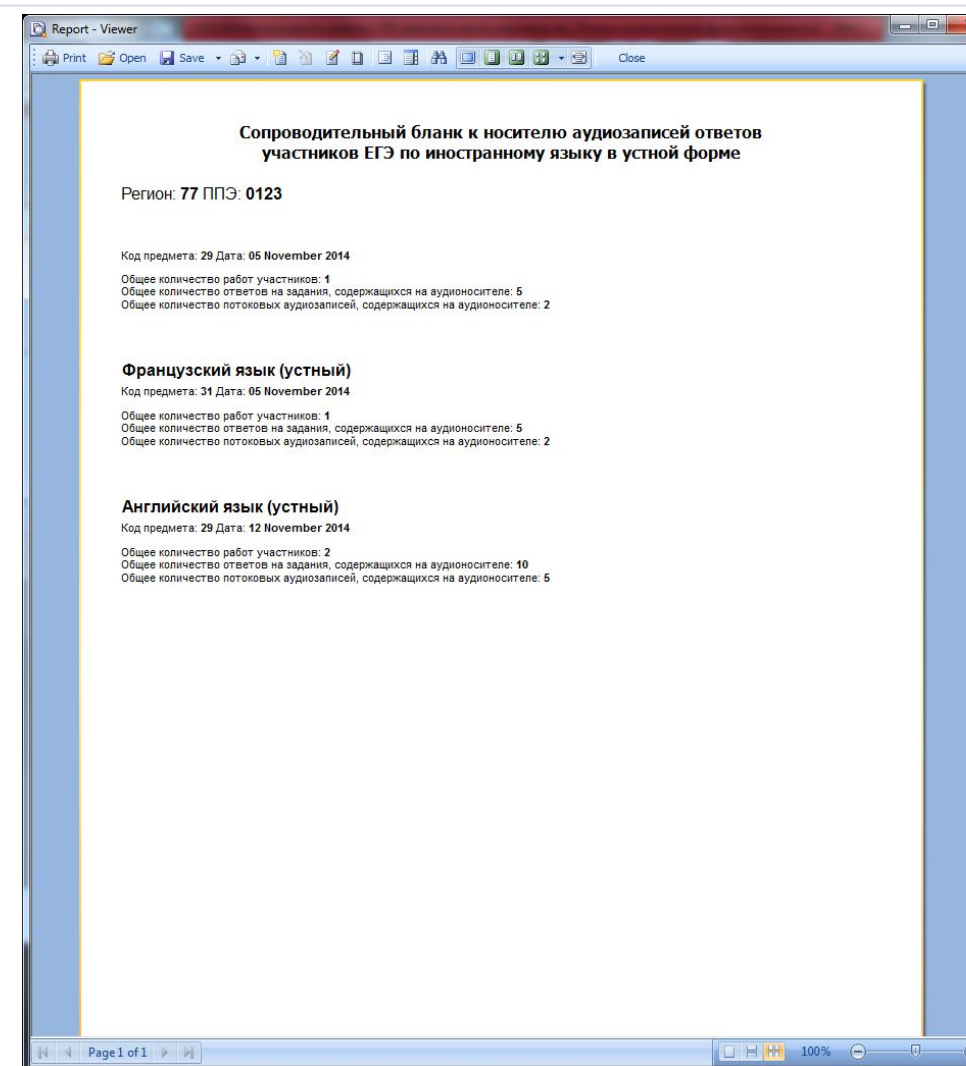 Report - Viewer
Print Open Save Close
Сопроводительный бланк к носителю аудиозаписей ответов
участников ЕГЭ по иностранному языку в устной форме
Регион: 77 ППЭ: 0123
Код предмета: 29 Дата: 05 November 2014
Общее количество работ участников: 1
Общее количество ответов на задания, содержащихся на аудионосителе: 5
Общее количество потоковых аудиозаписей, содержащихся на аудионосителе: 2
Французский язык (устный)
Код предмета: 31 Дата: 05 November 2014
Общее количество работ участников: 1
Общее количество ответов на задания, содержащихся на аудионосителе: 5
Общее количество потоковых аудиозаписей, содержащихся на аудионосителе: 2
Английский язык (устный)
Код предмета: 29 Дата: 12 November 2014
Общее количество работ участников: 2
Общее количество ответов на задания, содержащихся на аудионосителе: 10
Общее количество потоковых аудиозаписей, содержащихся на аудионосителе: 5
Page 1 of 1 100%